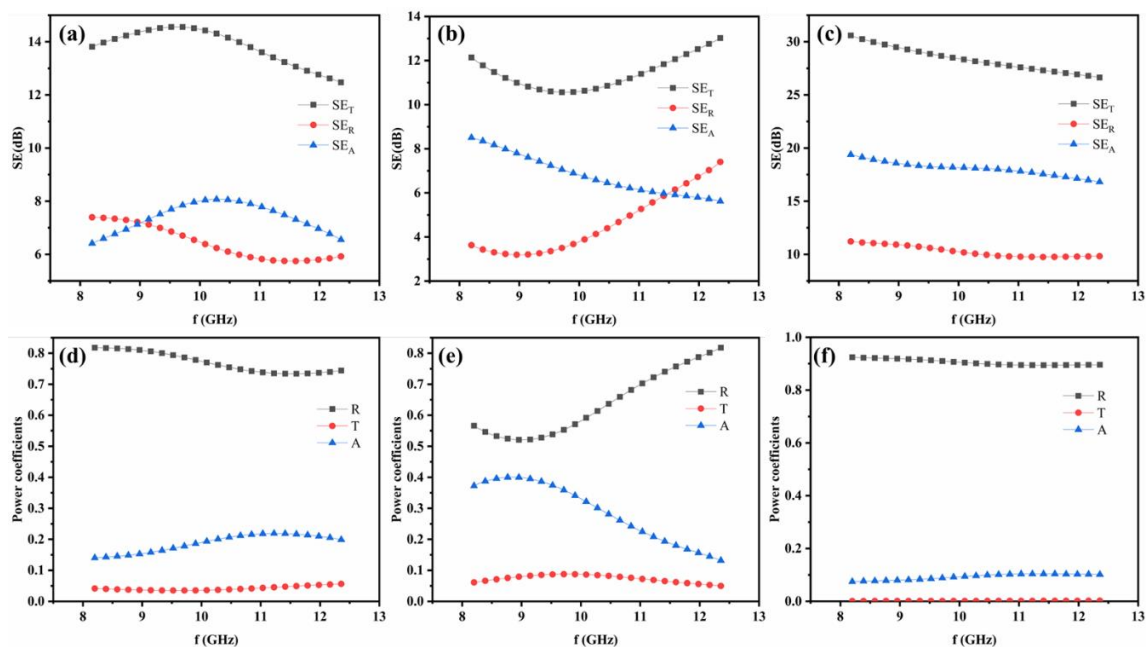 (a)
SE(dB)
14
12
10
8
6
SE_T
SE_R
SE_A
8 9 10 11 12 13
f (GHz)
(b)
SE(dB)
14
12
10
8
6
4
2
SE_T
SE_R
SE_A
8 9 10 11 12 13
f (GHz)
(c)
SE(dB)
30
25
20
15
10
SE_T
SE_R
SE_A
8 9 10 11 12 13
f (GHz)
(d)
Power coefficients
0.8
0.7
0.6
0.5
0.4
0.3
0.2
0.1
0.0
R
T
A
8 9 10 11 12 13
f (GHz)
(e)
Power coefficients
0.8
0.7
0.6
0.5
0.4
0.3
0.2
0.1
0.0
R
T
A
8 9 10 11 12 13
f (GHz)
(f)
Power coefficients
1.0
0.8
0.6
0.4
0.2
0.0
R
T
A
8 9 10 11 12 13
f (GHz)